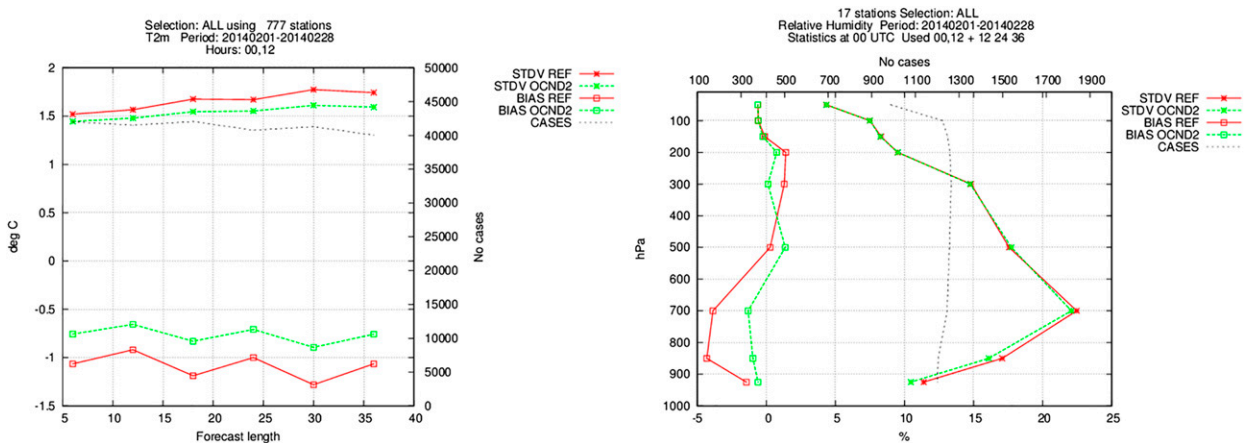 Selection: ALL using 777 stations
T2m Period: 20140201-20140228
Hours: 00,12
2
1.5
1
0.5
0
-0.5
-1
-1.5
deg C
5 10 15 20 25 30 35 40
Forecast length
50000
45000
40000
35000
30000
25000
20000
15000
10000
5000
0
No cases
STDV REF
STDV OCND2
BIAS REF
BIAS OCND2
CASES
17 stations Selection: ALL
Relative Humidity Period: 20140201-20140228
Statistics at 00 UTC Used 00,12 + 12 24 36
No cases
100 300 500 700 900 1100 1300 1500 1700 1900
100
200
300
400
500
600
700
800
900
1000
hPa
-5 0 5 10 15 20 25
%
STDV REF
STDV OCND2
BIAS REF
BIAS OCND2
CASES